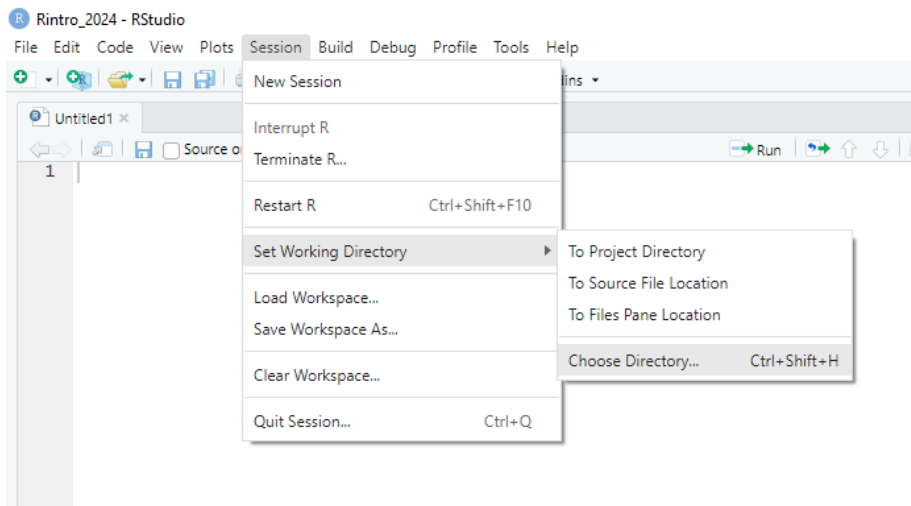 R Rintro_2024 - RStudio
File Edit Code View Plots Session Build Debug Profile Tools Help
R
ins
R Untitled1 ×
Source o
Run
1
New Session
Interrupt R
Terminate R...
Restart R Ctrl+Shift+F10
Set Working Directory
Load Workspace...
Save Workspace As...
Clear Workspace...
Quit Session... Ctrl+Q
To Project Directory
To Source File Location
To Files Pane Location
Choose Directory... Ctrl+Shift+H